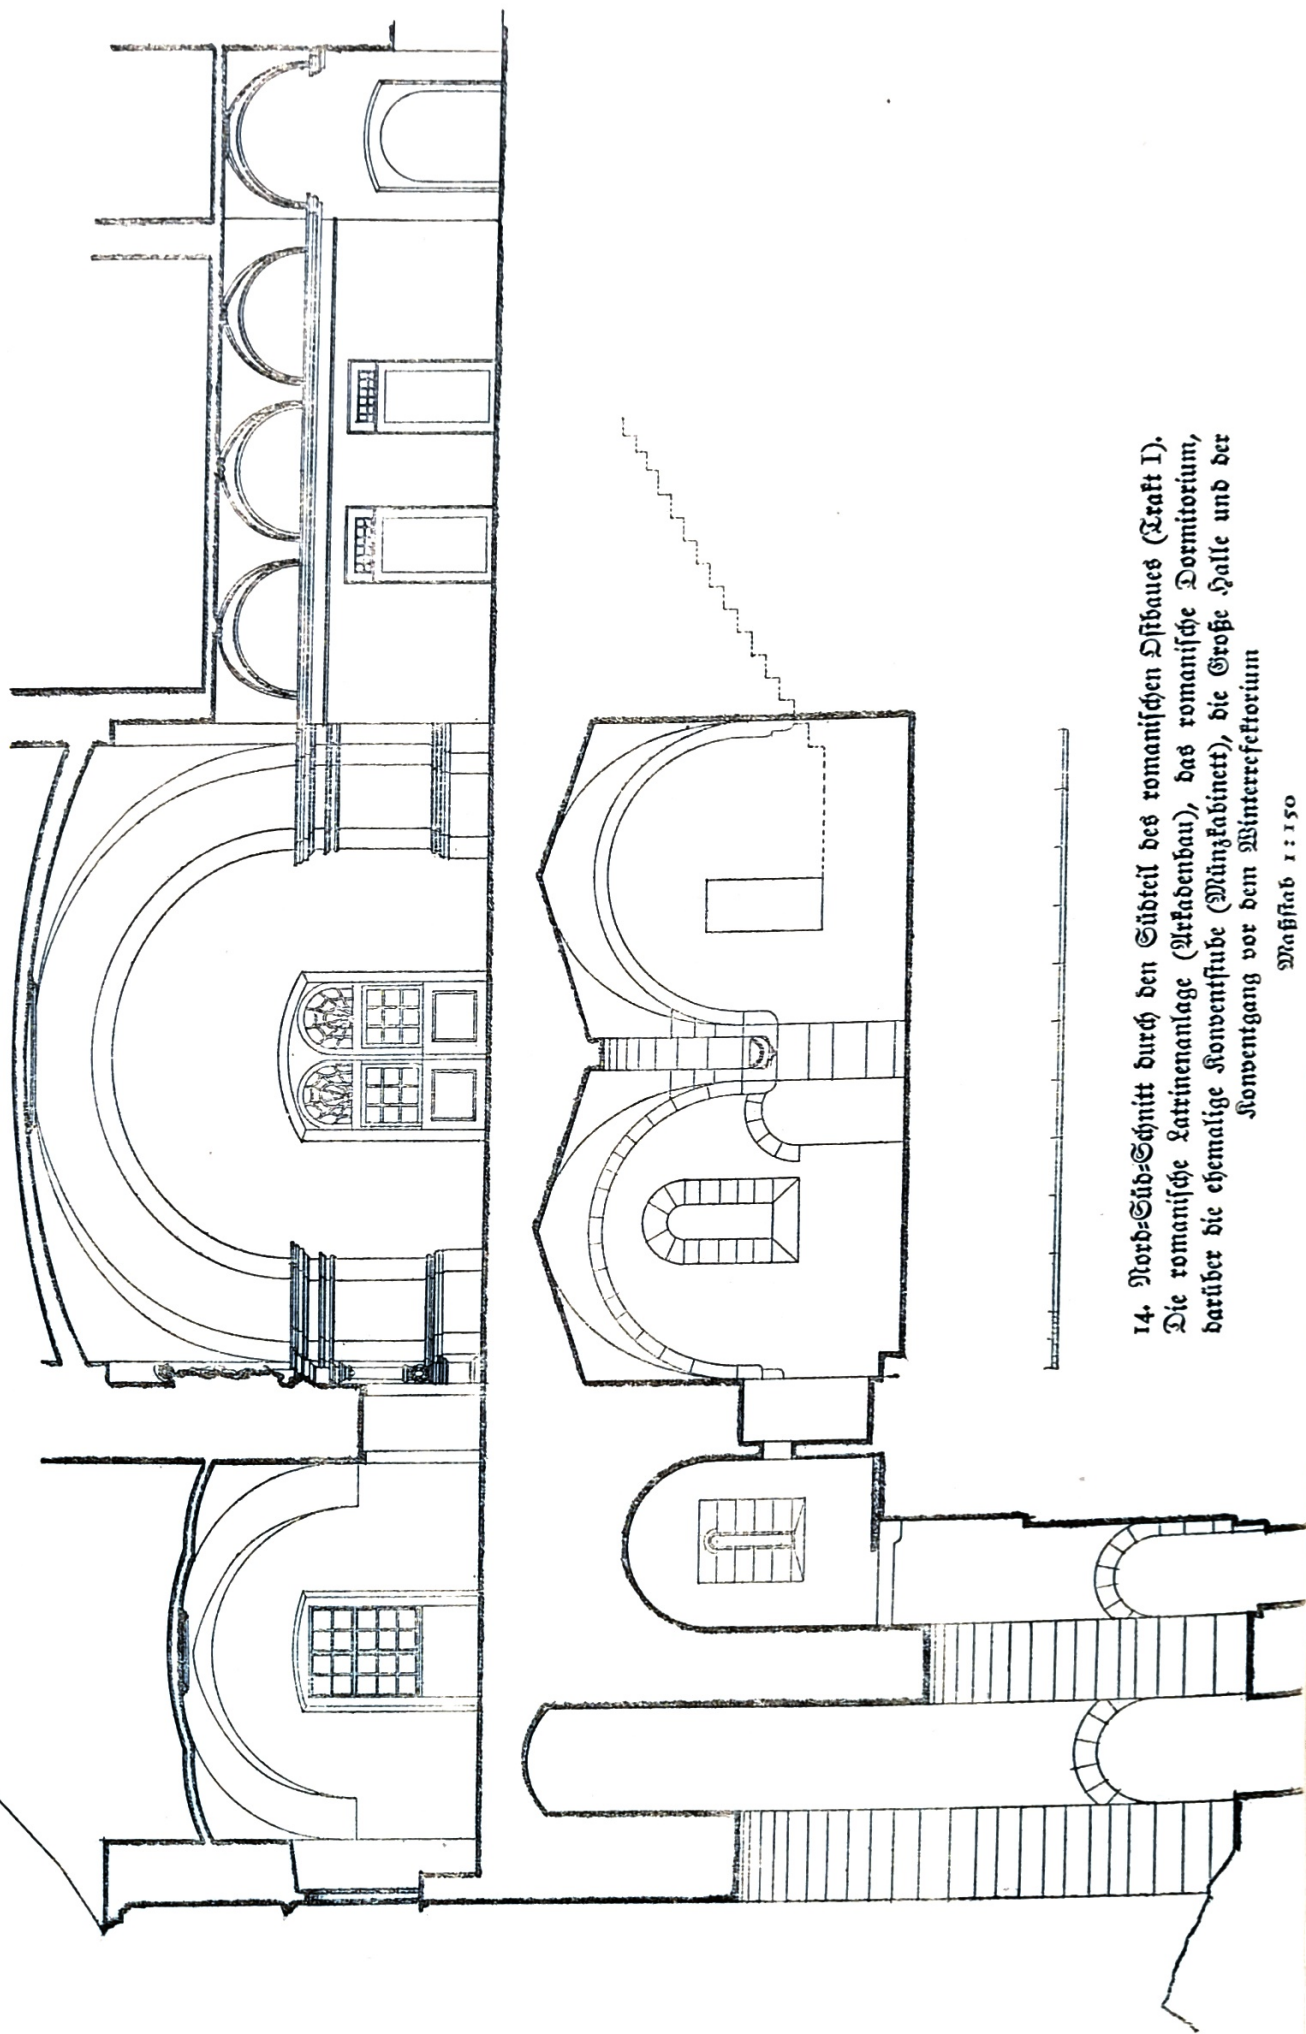 14. Nord-Süd-Schnitt durch den Südteil des romanischen Ostbaues (Trakt I).
Die romanische Latrinenanlage (Arkadenbau), das romanische Dormitorium,
darüber die ehemalige Konventstube (Münzkabinett), die Große Halle und der
Konventgang vor dem Winterrefektorium
Maßstab 1:150